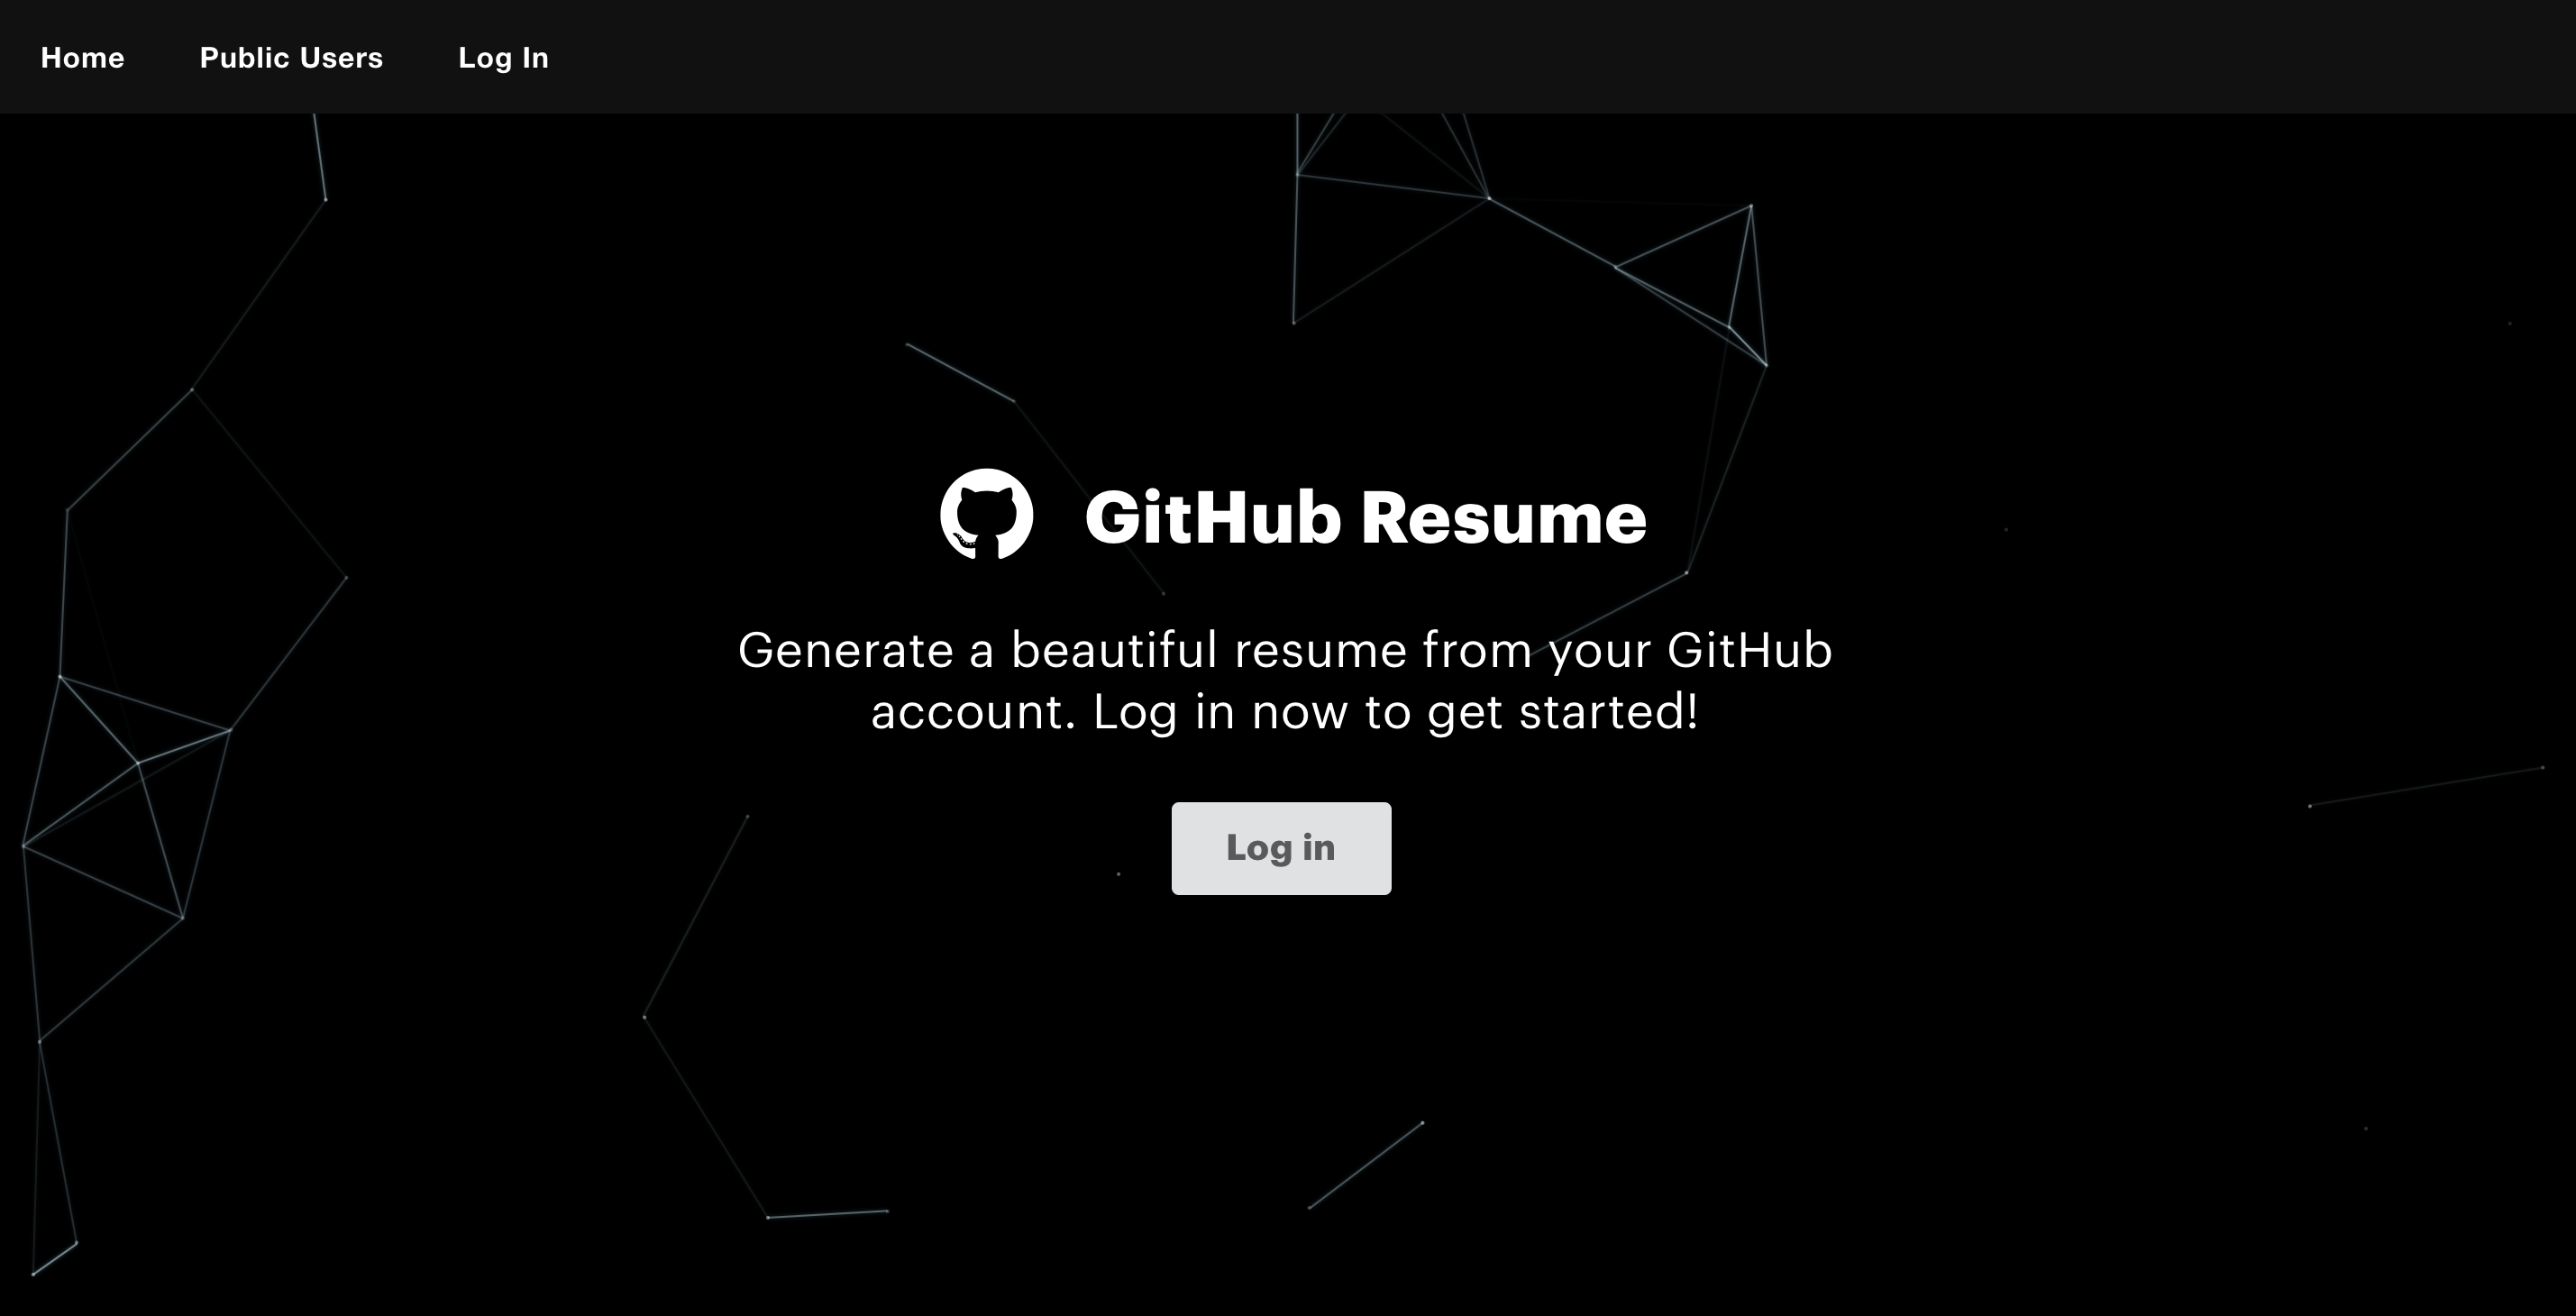 Home Public Users Log In
GitHub Resume
Generate a beautiful resume from your GitHub
account. Log in now to get started!
Log in